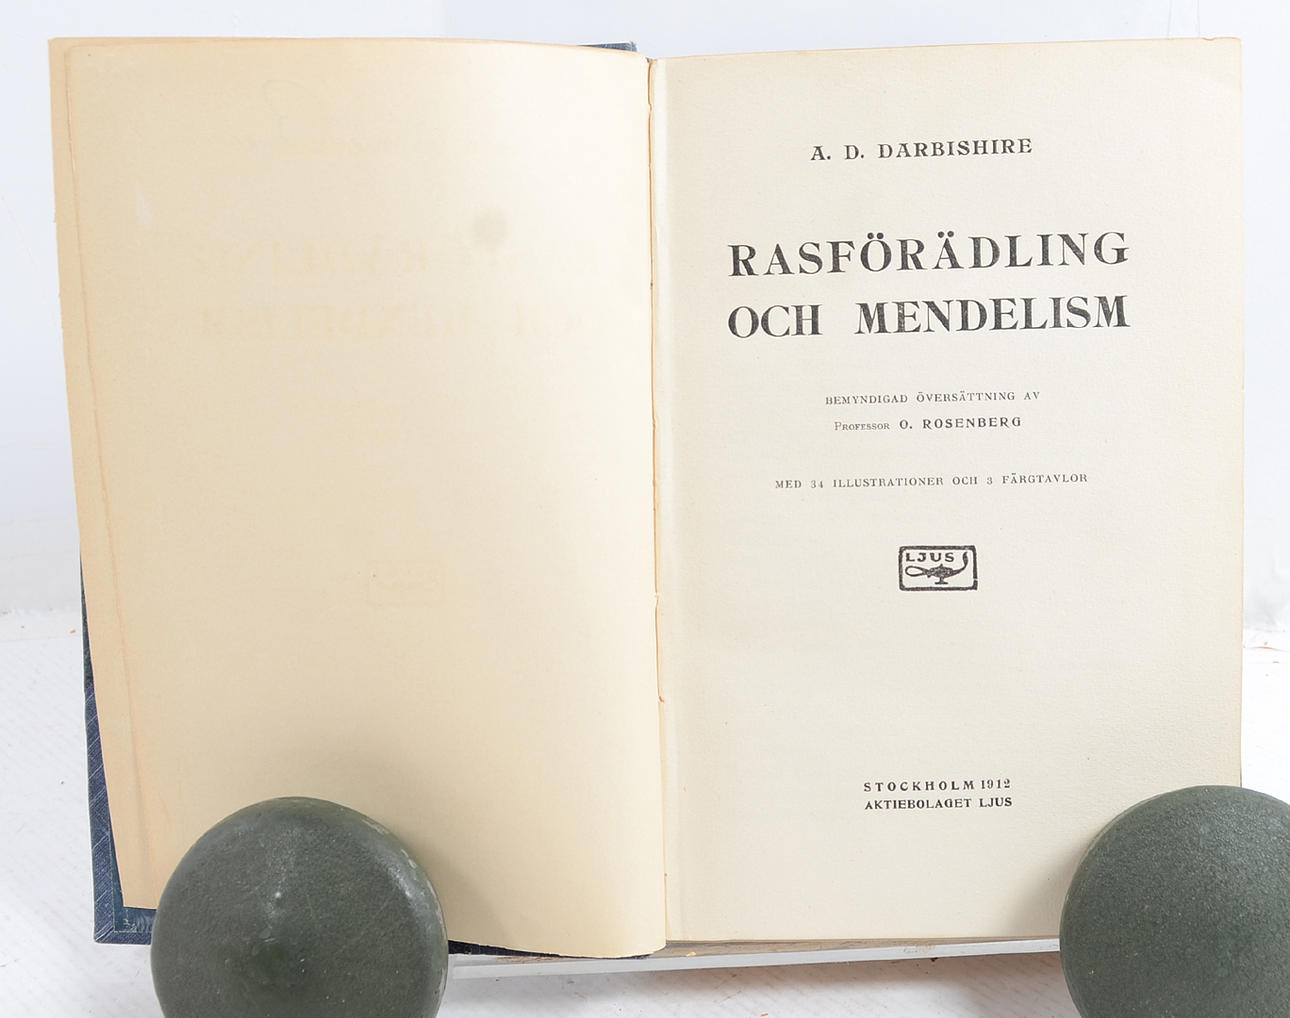 A. D. DARBISHIRE
RASFÖRÄDLING
OCH MENDELISM
BEMYNDIGAD ÖVERSÄTTNING AV
PROFESSOR O. ROSENBERG
MED 34 ILLUSTRATIONER OCH 3 FÄRGTAVLOR
LJUS
STOCKHOLM 1912
AKTIEBOLAGET LJUS